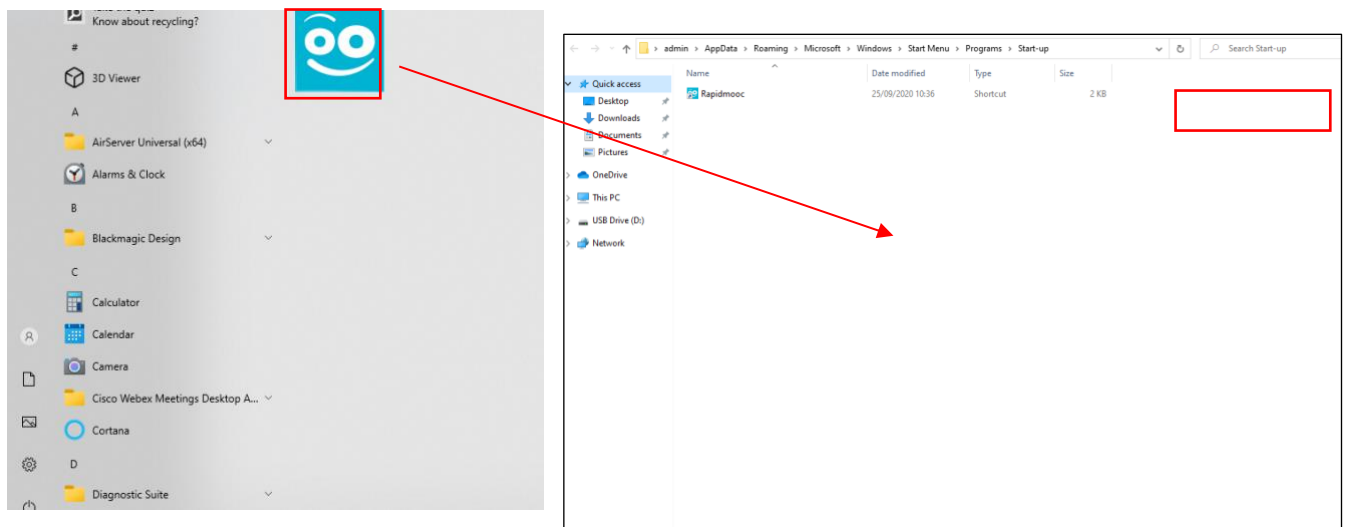 Know about recycling?
#
3D Viewer
A
AirServer Universal (x64)
Alarms & Clock
B
Blackmagic Design
C
Calculator
Calendar
Camera
Cisco Webex Meetings Desktop A...
Cortana
D
Diagnostic Suite
admin › AppData › Roaming › Microsoft › Windows › Start Menu › Programs › Start-up
Search Start-up
Name Date modified Type Size
Quick access
Rapidmooc 25/09/2020 10:36 Shortcut 2 KB
Desktop
Downloads
Documents
Pictures
OneDrive
This PC
USB Drive (D:)
Network